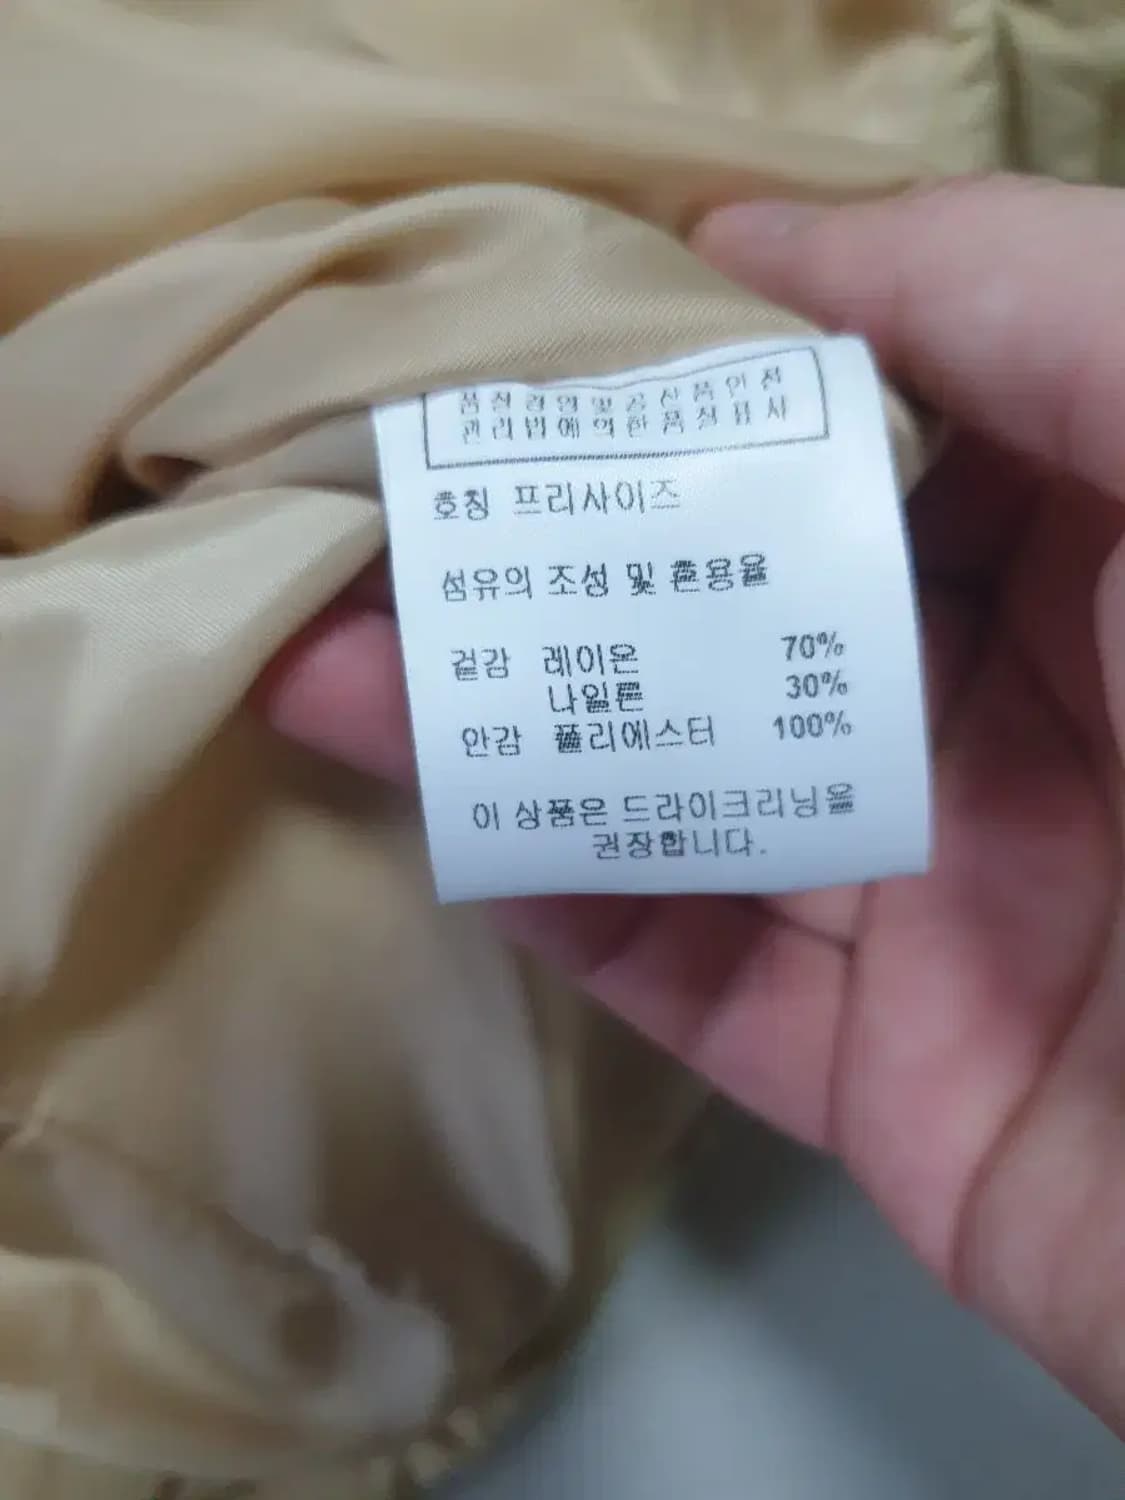 품질경영및공산품안전
관리법에의한품질표시
호칭 프리사이즈
섬유의 조성 및 혼용율
겉감 레이온 70%
나일론 30%
안감 폴리에스터 100%
이 상품은 드라이크리닝을
권장합니다.